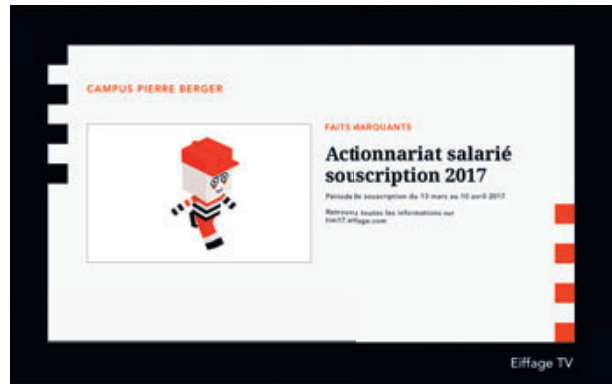 CAMPUS PIERRE BERGER
FAITS MARQUANTS
Actionnariat salarié
souscription 2017
Période de souscription du 13 mars au 10 avril 2017
Retrouvez toutes les informations sur
eiffage.com
Eiffage TV